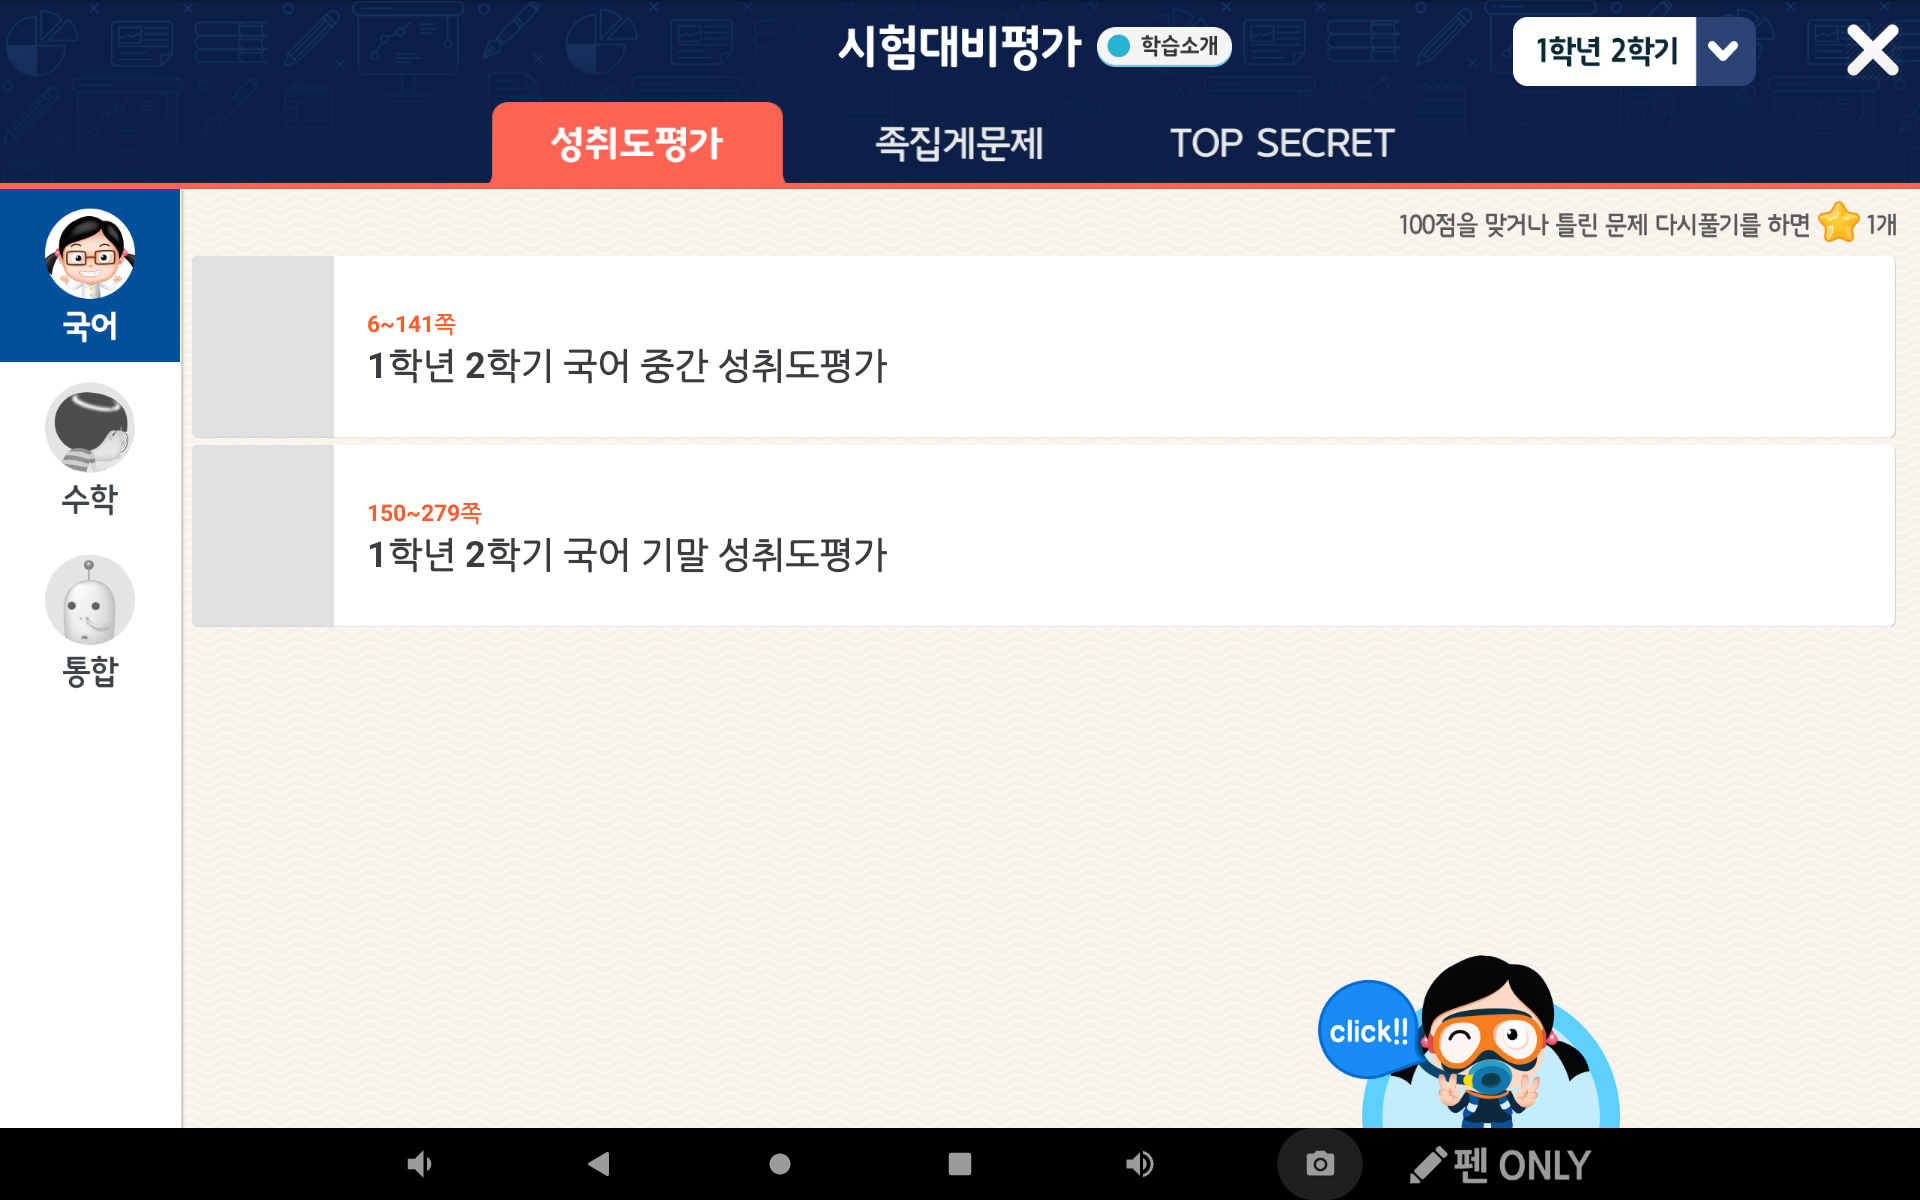 시험대비평가
학습소개
1학년 2학기
성취도평가
족집게문제
TOP SECRET
국어
수학
통합
100점을 맞거나 틀린 문제 다시풀기를 하면 1개
6~141쪽
1학년 2학기 국어 중간 성취도평가
150~279쪽
1학년 2학기 국어 기말 성취도평가
click!!
펜 ONLY